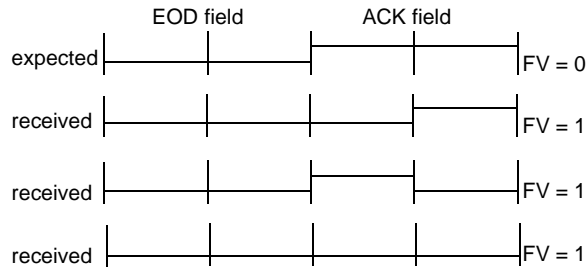 EOD field ACK field
expected FV = 0
received FV = 1
received FV = 1
received FV = 1